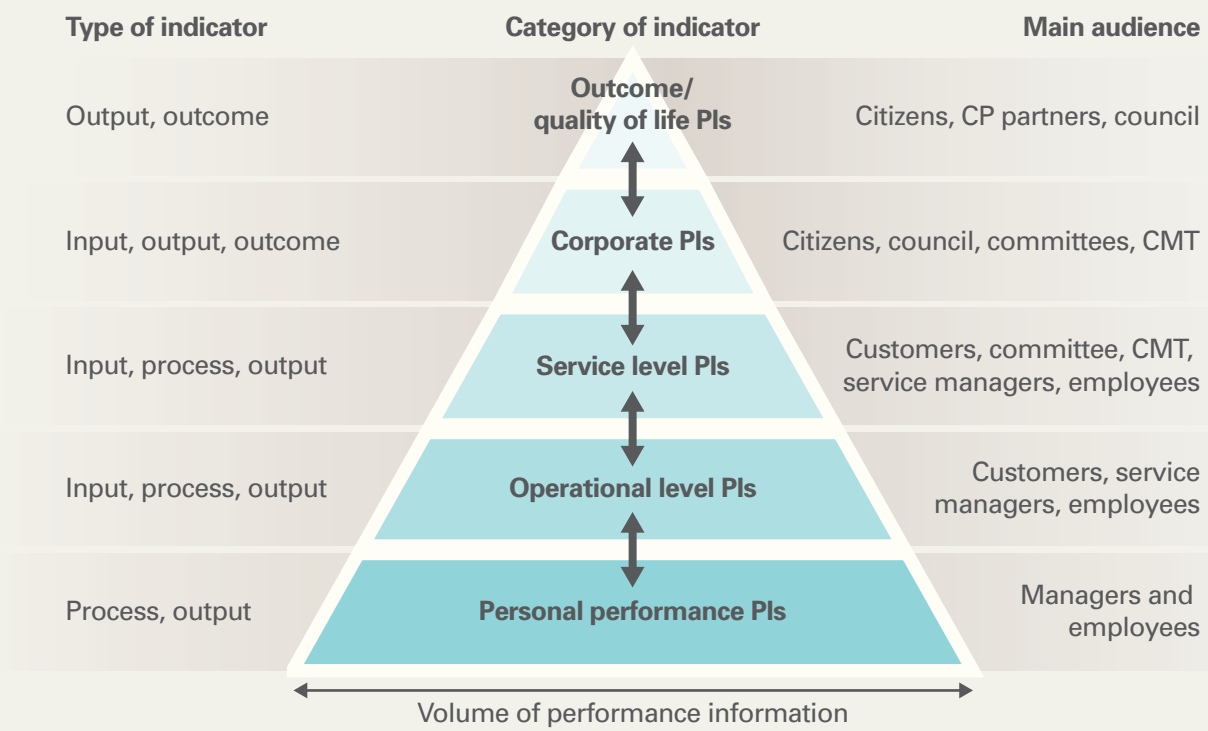 Type of indicator
Category of indicator
Main audience
Output, outcome
Outcome/
quality of life PIs
Citizens, CP partners, council
Input, output, outcome
Corporate PIs
Citizens, council, committees, CMT
Input, process, output
Service level PIs
Customers, committee, CMT,
service managers, employees
Input, process, output
Operational level PIs
Customers, service
managers, employees
Process, output
Personal performance PIs
Managers and
employees
Volume of performance information